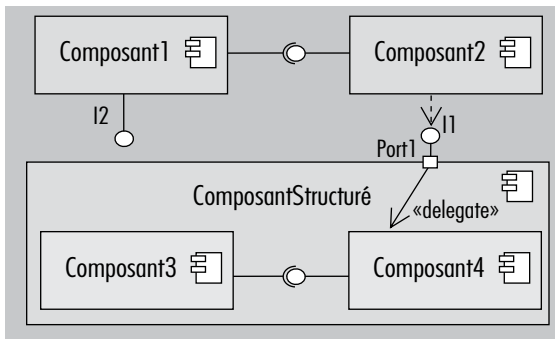 Composant1
Composant2
I2
I1
Port1
ComposantStructuré
«delegate»
Composant3
Composant4